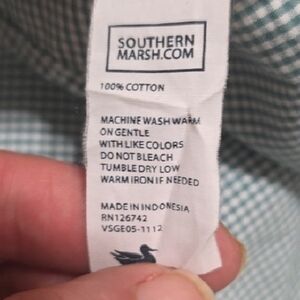 SOUTHERN
MARSH.COM
100% COTTON
MACHINE WASH WARM
ON GENTLE
WITH LIKE COLORS
DO NOT BLEACH
TUMBLE DRY LOW
WARM IRON IF NEEDED
MADE IN INDONESIA
RN126742
VSGE05-1112